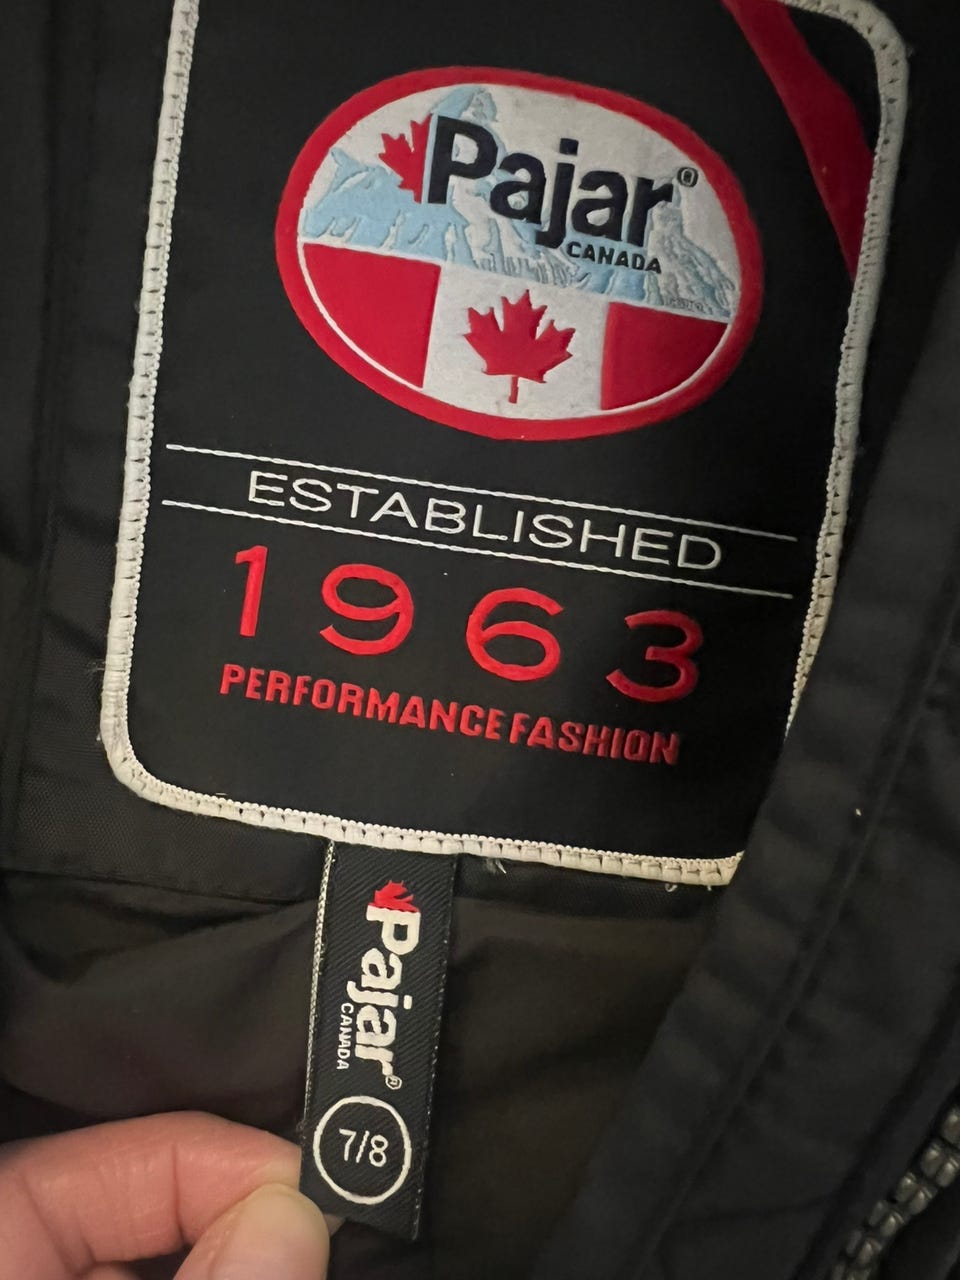 Pajar®
CANADA
ESTABLISHED
1963
PERFORMANCE FASHION
Pajar®
CANADA
7/8